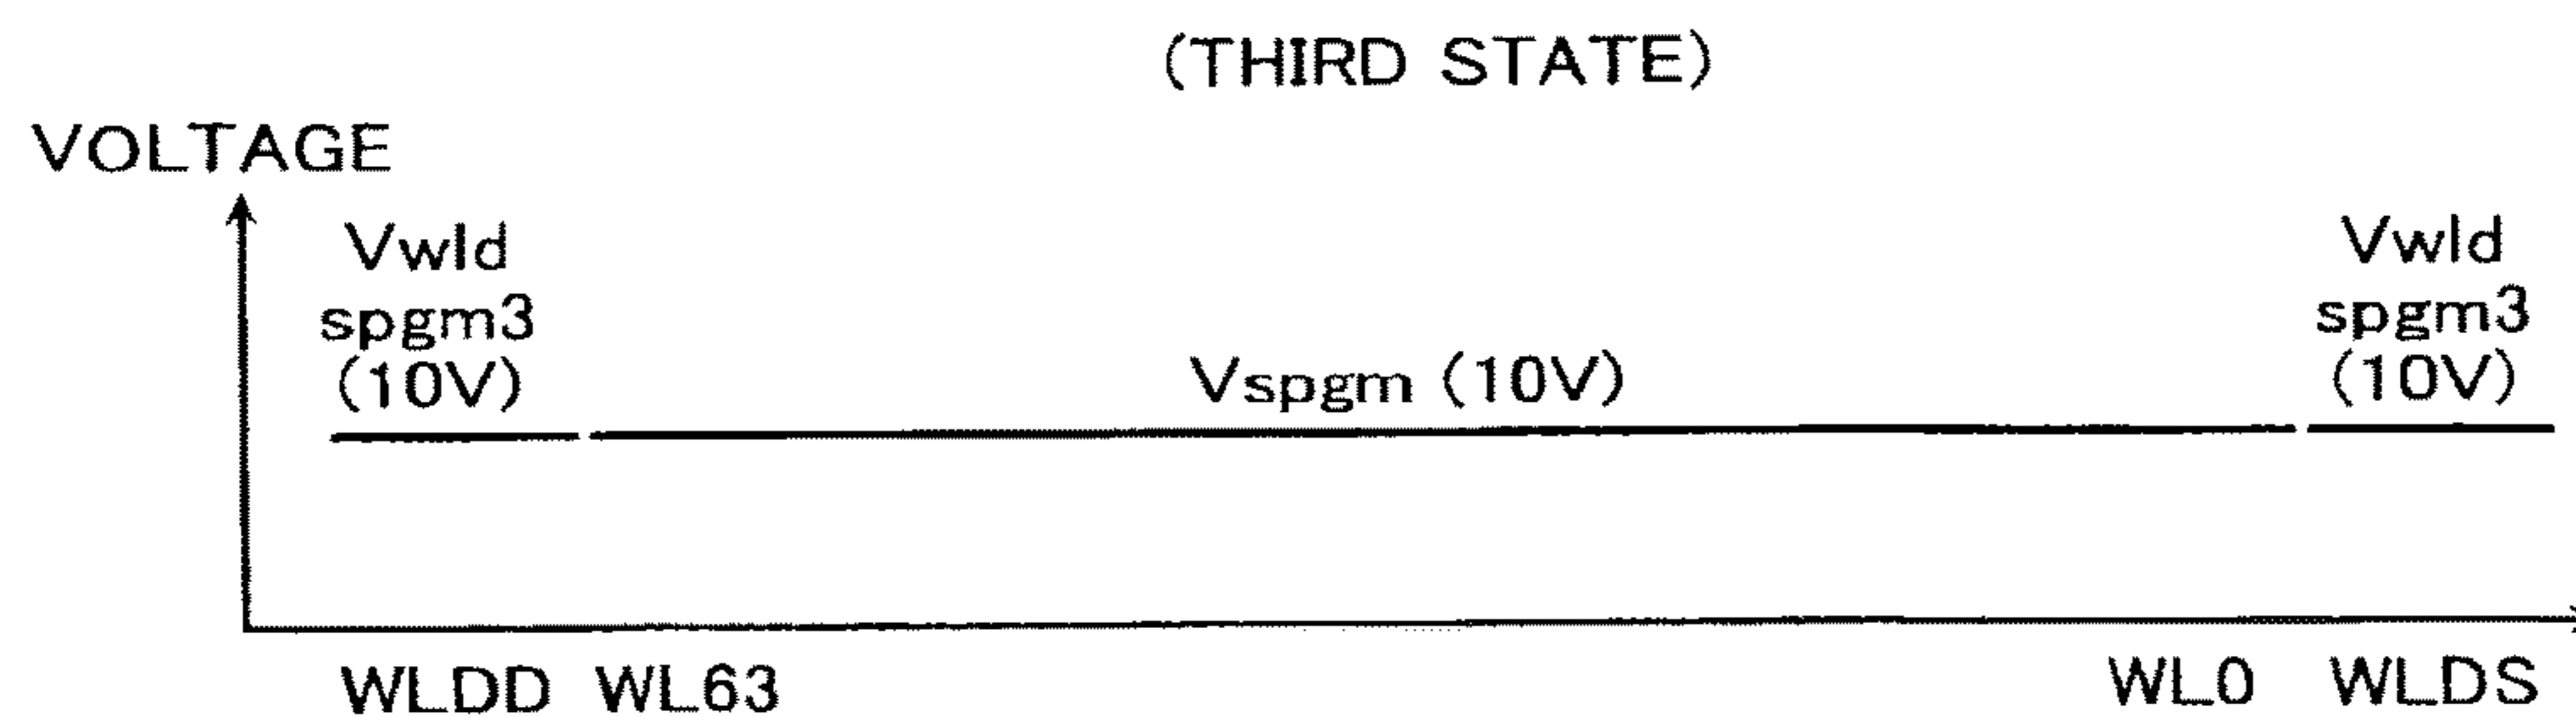 (THIRD STATE)
VOLTAGE
Vwld
spgm3
(10V)
Vspgm (10V)
Vwld
spgm3
(10V)
WLDD WL63 WL0 WLDS